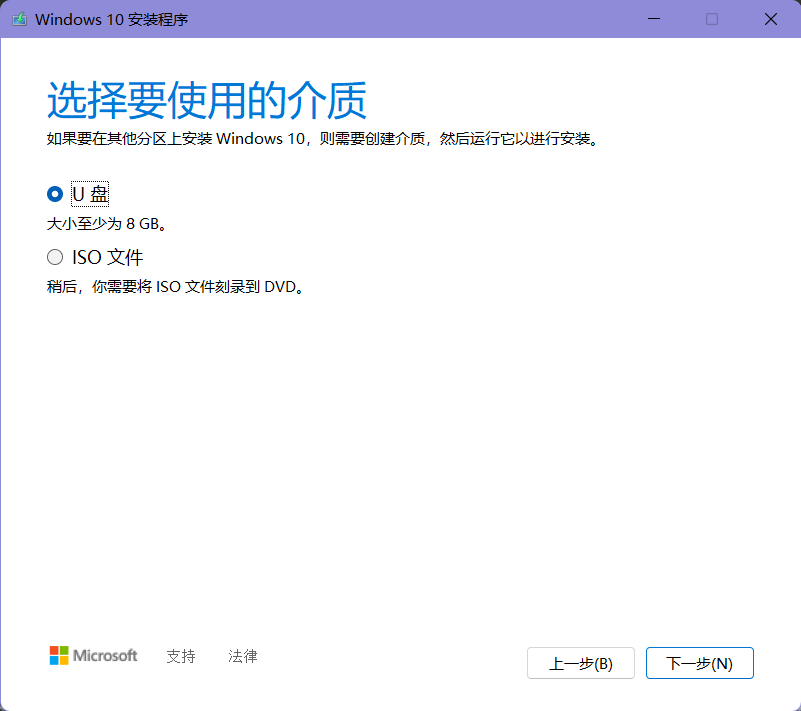 Windows 10 安装程序
选择要使用的介质
如果要在其他分区上安装 Windows 10，则需要创建介质，然后运行它以进行安装。
U 盘
大小至少为 8 GB。
ISO 文件
稍后，你需要将 ISO 文件刻录到 DVD。
Microsoft 支持 法律 上一步(B) 下一步(N)